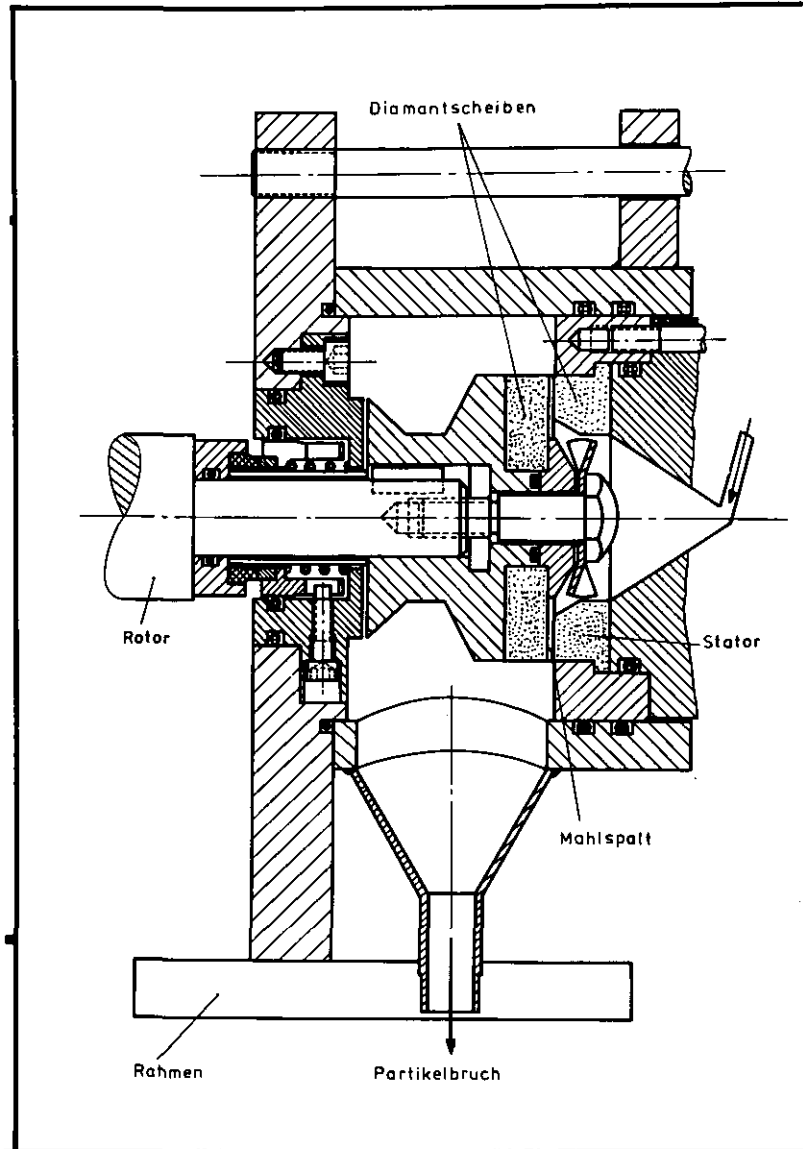 Diamantscheiben
Rotor
Stator
Mahlspalt
Rahmen
Partikelbruch